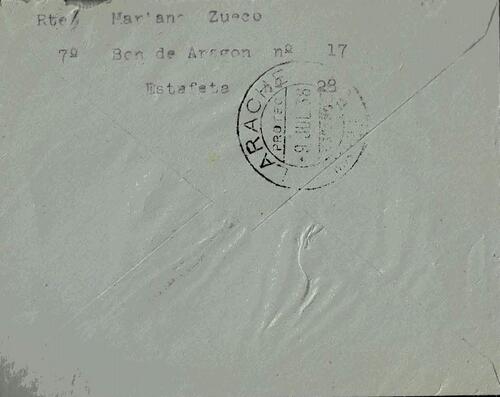 Rte. Mariano Zueco
7º Bon de Aragon nº 17
Estafeta 28
LARACHE
-9 JUL 38